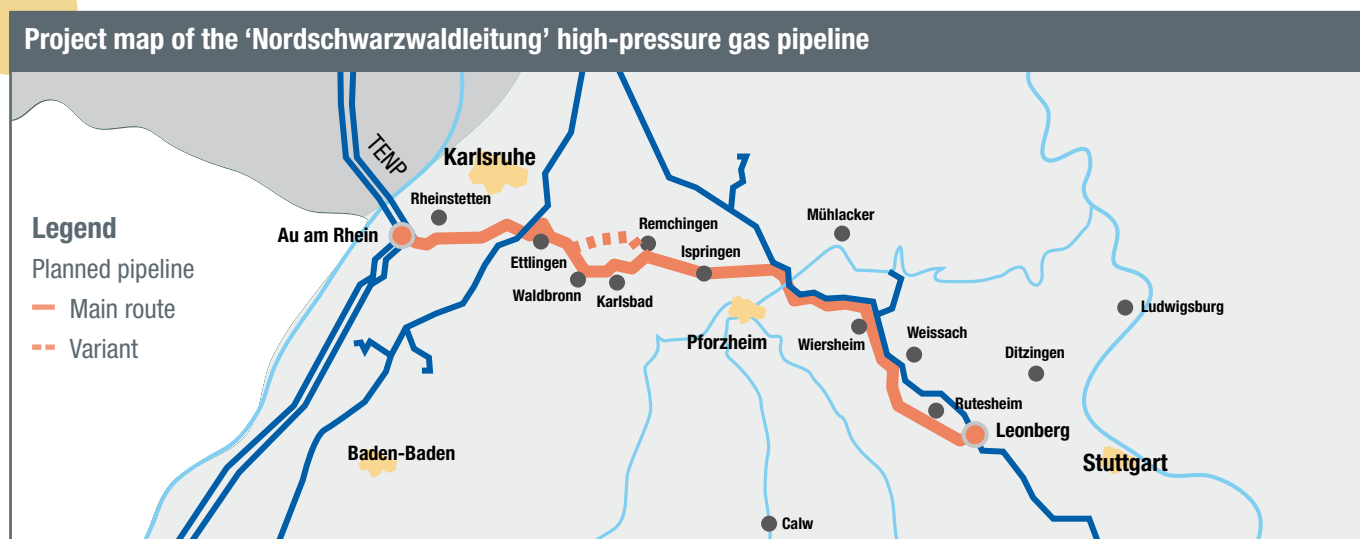 Project map of the ‘Nordschwarzwaldleitung’ high-pressure gas pipeline
TENP
Karlsruhe
Rheinstetten
Au am Rhein
Legend
Planned pipeline
Main route
Variant
Ettlingen
Waldbronn
Karlsbad
Remchingen
Ispringen
Mühlacker
Pforzheim
Wiersheim
Weissach
Ludwigsburg
Ditzingen
Rutesheim
Leonberg
Baden-Baden
Stuttgart
Calw